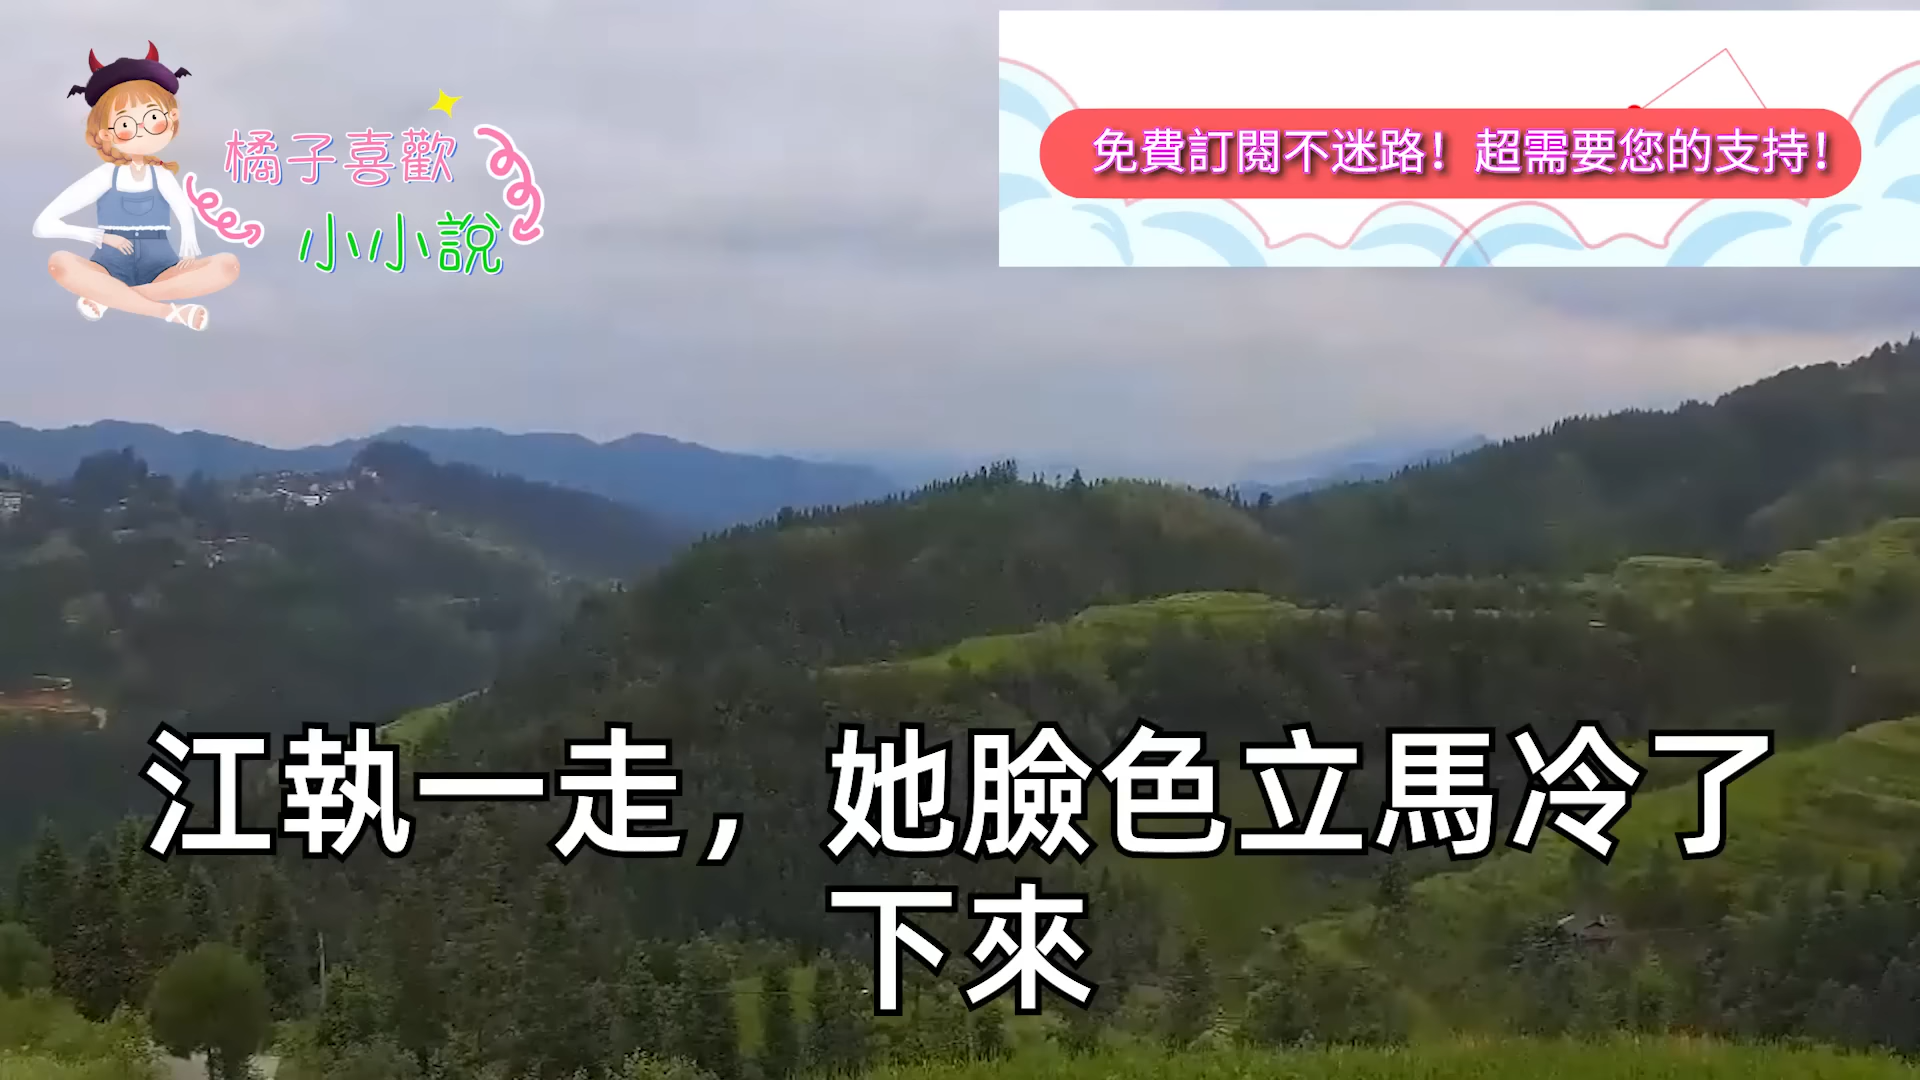 橘子喜歡
小小說
免費訂閱不迷路！超需要您的支持！
江執一走，她臉色立馬冷了
下來